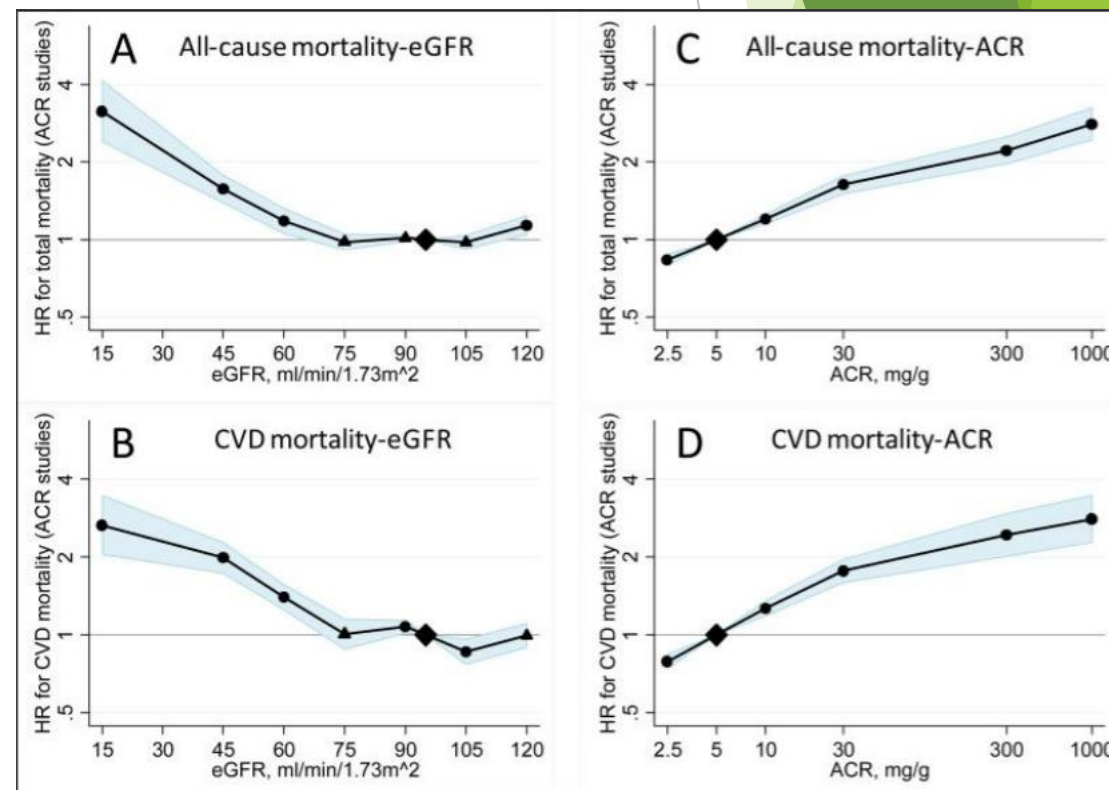 A All-cause mortality-eGFR
HR for total mortality (ACR studies)
4
2
1
.5
15 30 45 60 75 90 105 120
eGFR, ml/min/1.73m^2
C All-cause mortality-ACR
HR for total mortality (ACR studies)
4
2
1
.5
2.5 5 10 30 300 1000
ACR, mg/g
B CVD mortality-eGFR
HR for CVD mortality (ACR studies)
4
2
1
.5
15 30 45 60 75 90 105 120
eGFR, ml/min/1.73m^2
D CVD mortality-ACR
HR for CVD mortality (ACR studies)
4
2
1
.5
2.5 5 10 30 300 1000
ACR, mg/g